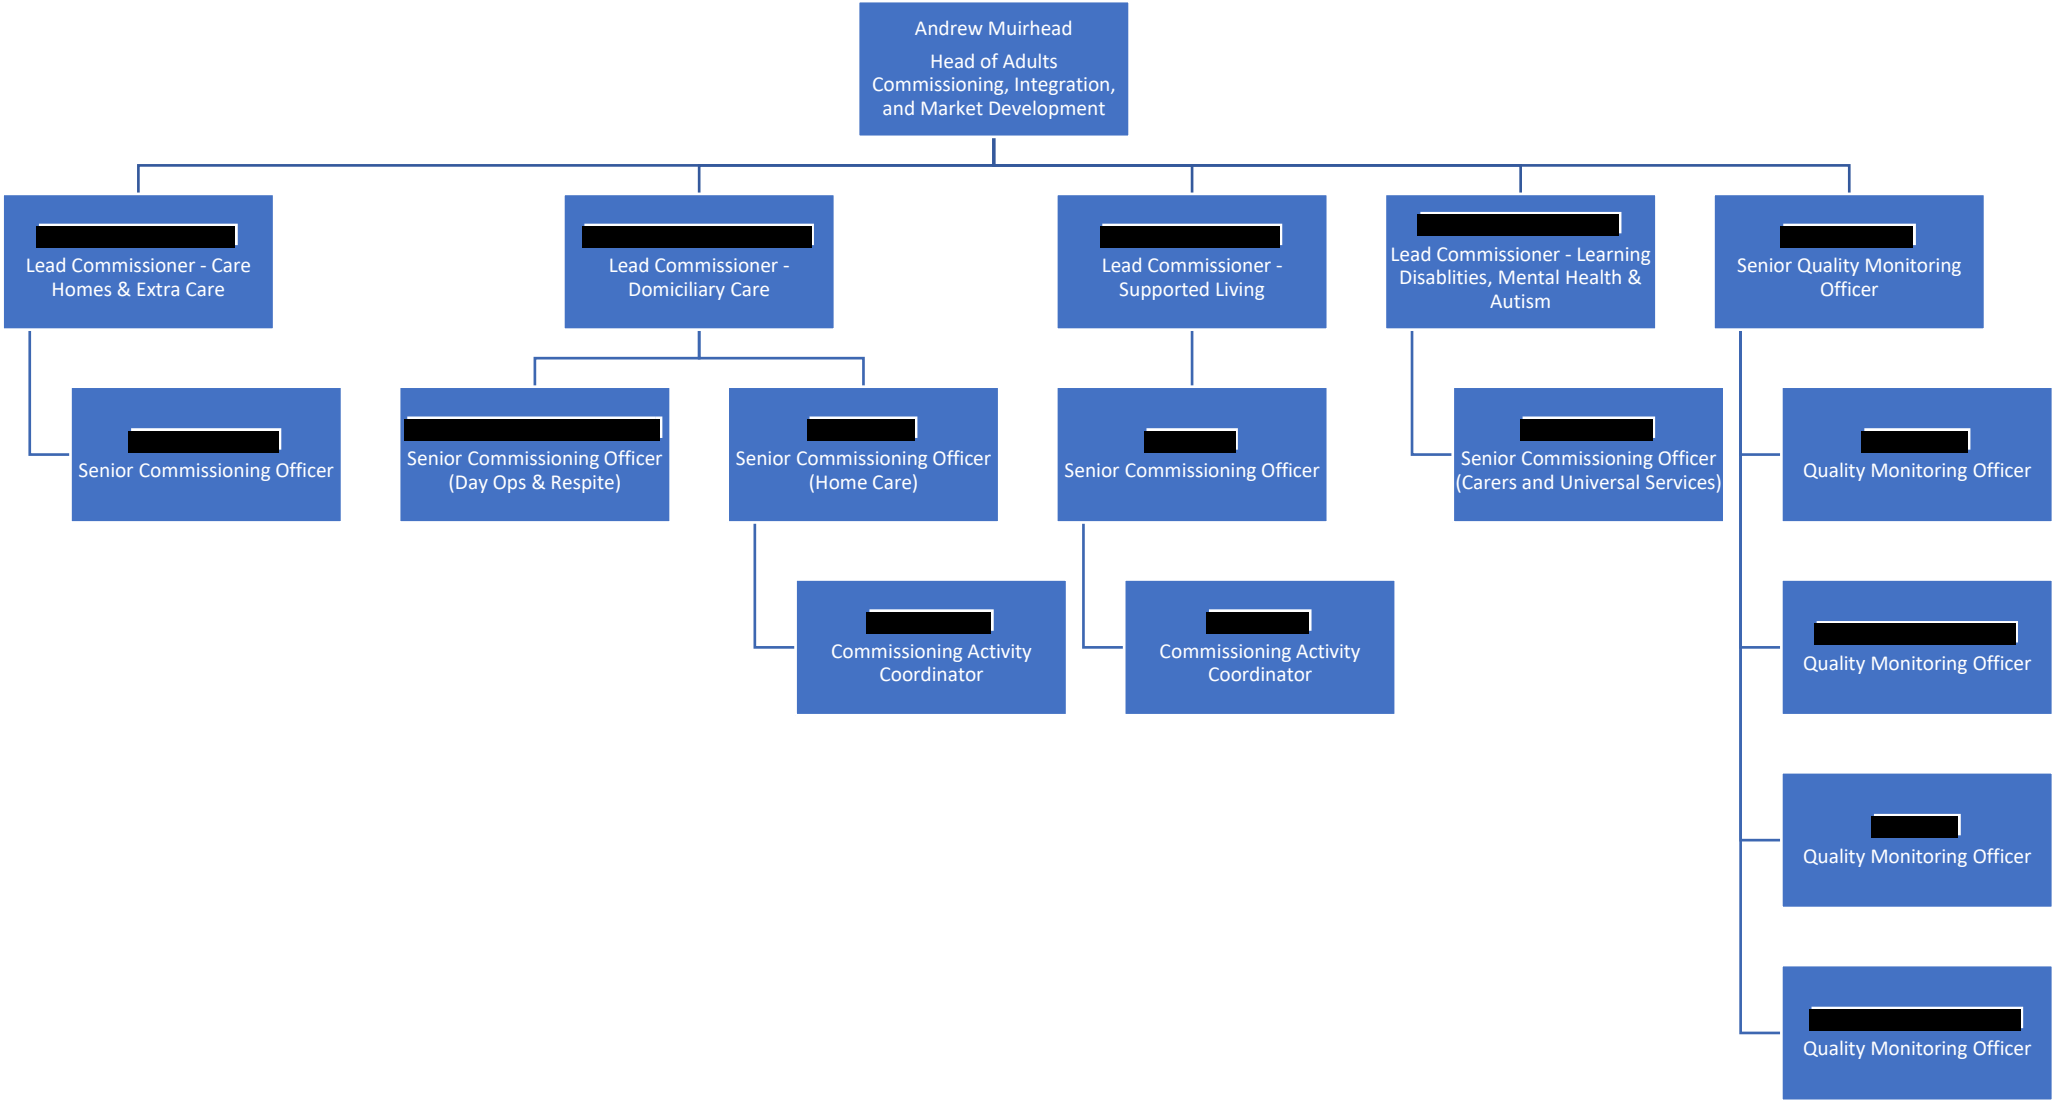 Andrew Muirhead
Head of Adults
Commissioning, Integration,
and Market Development
Lead Commissioner - Care
Homes & Extra Care
Lead Commissioner -
Domiciliary Care
Lead Commissioner -
Supported Living
Lead Commissioner - Learning
Disablities, Mental Health &
Autism
Senior Quality Monitoring
Officer
Senior Commissioning Officer
Senior Commissioning Officer
(Day Ops & Respite)
Senior Commissioning Officer
(Home Care)
Senior Commissioning Officer
Senior Commissioning Officer
(Carers and Universal Services)
Quality Monitoring Officer
Commissioning Activity
Coordinator
Commissioning Activity
Coordinator
Quality Monitoring Officer
Quality Monitoring Officer
Quality Monitoring Officer